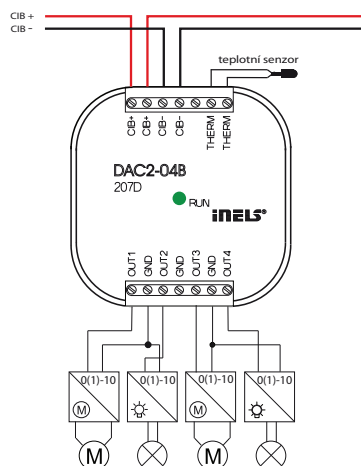 CIB +
CIB -
teplotní senzor
CIB+ CIB+ CIB- CIB- THERM THERM
DAC2-04B
207D
RUN
iNELS®
OUT1 GND OUT2 GND OUT3 GND OUT4
0(1)-10 0(1)-10 0(1)-10 0(1)-10
M M
M M